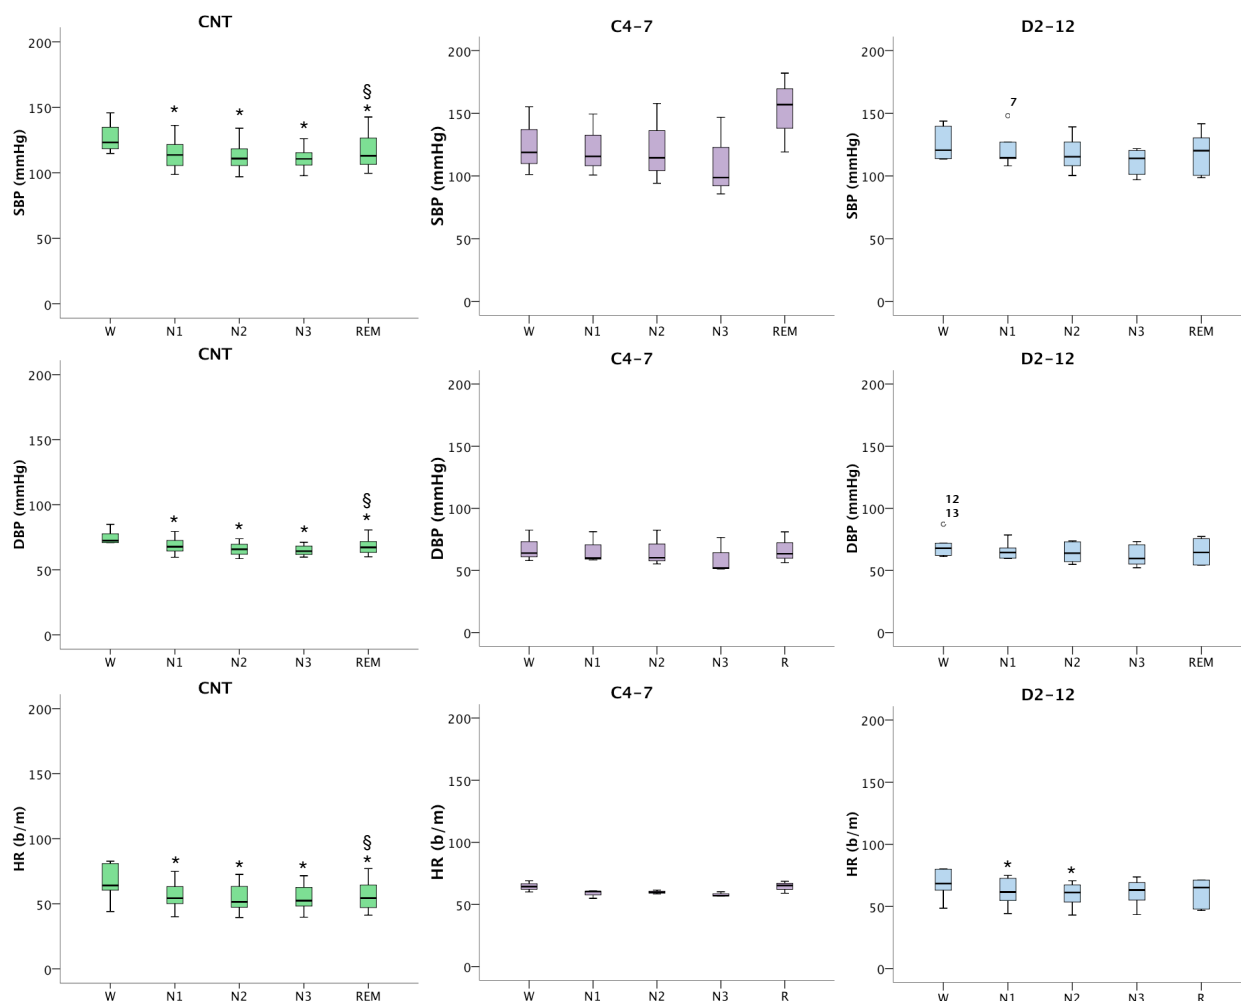 CNT
SBP (mmHg)
200
150
100
50
0
*
*
*
§
*
W N1 N2 N3 REM
C4-7
SBP (mmHg)
200
150
100
50
0
W N1 N2 N3 REM
D2-12
SBP (mmHg)
200
150
100
50
0
7
W N1 N2 N3 REM
CNT
DBP (mmHg)
200
150
100
50
0
*
*
*
§
*
W N1 N2 N3 REM
C4-7
DBP (mmHg)
200
150
100
50
0
W N1 N2 N3 R
D2-12
DBP (mmHg)
200
150
100
50
0
12
13
W N1 N2 N3 REM
CNT
HR (b/m)
200
150
100
50
0
*
*
*
§
*
W N1 N2 N3 REM
C4-7
HR (b/m)
200
150
100
50
0
W N1 N2 N3 R
D2-12
HR (b/m)
200
150
100
50
0
*
*
W N1 N2 N3 R